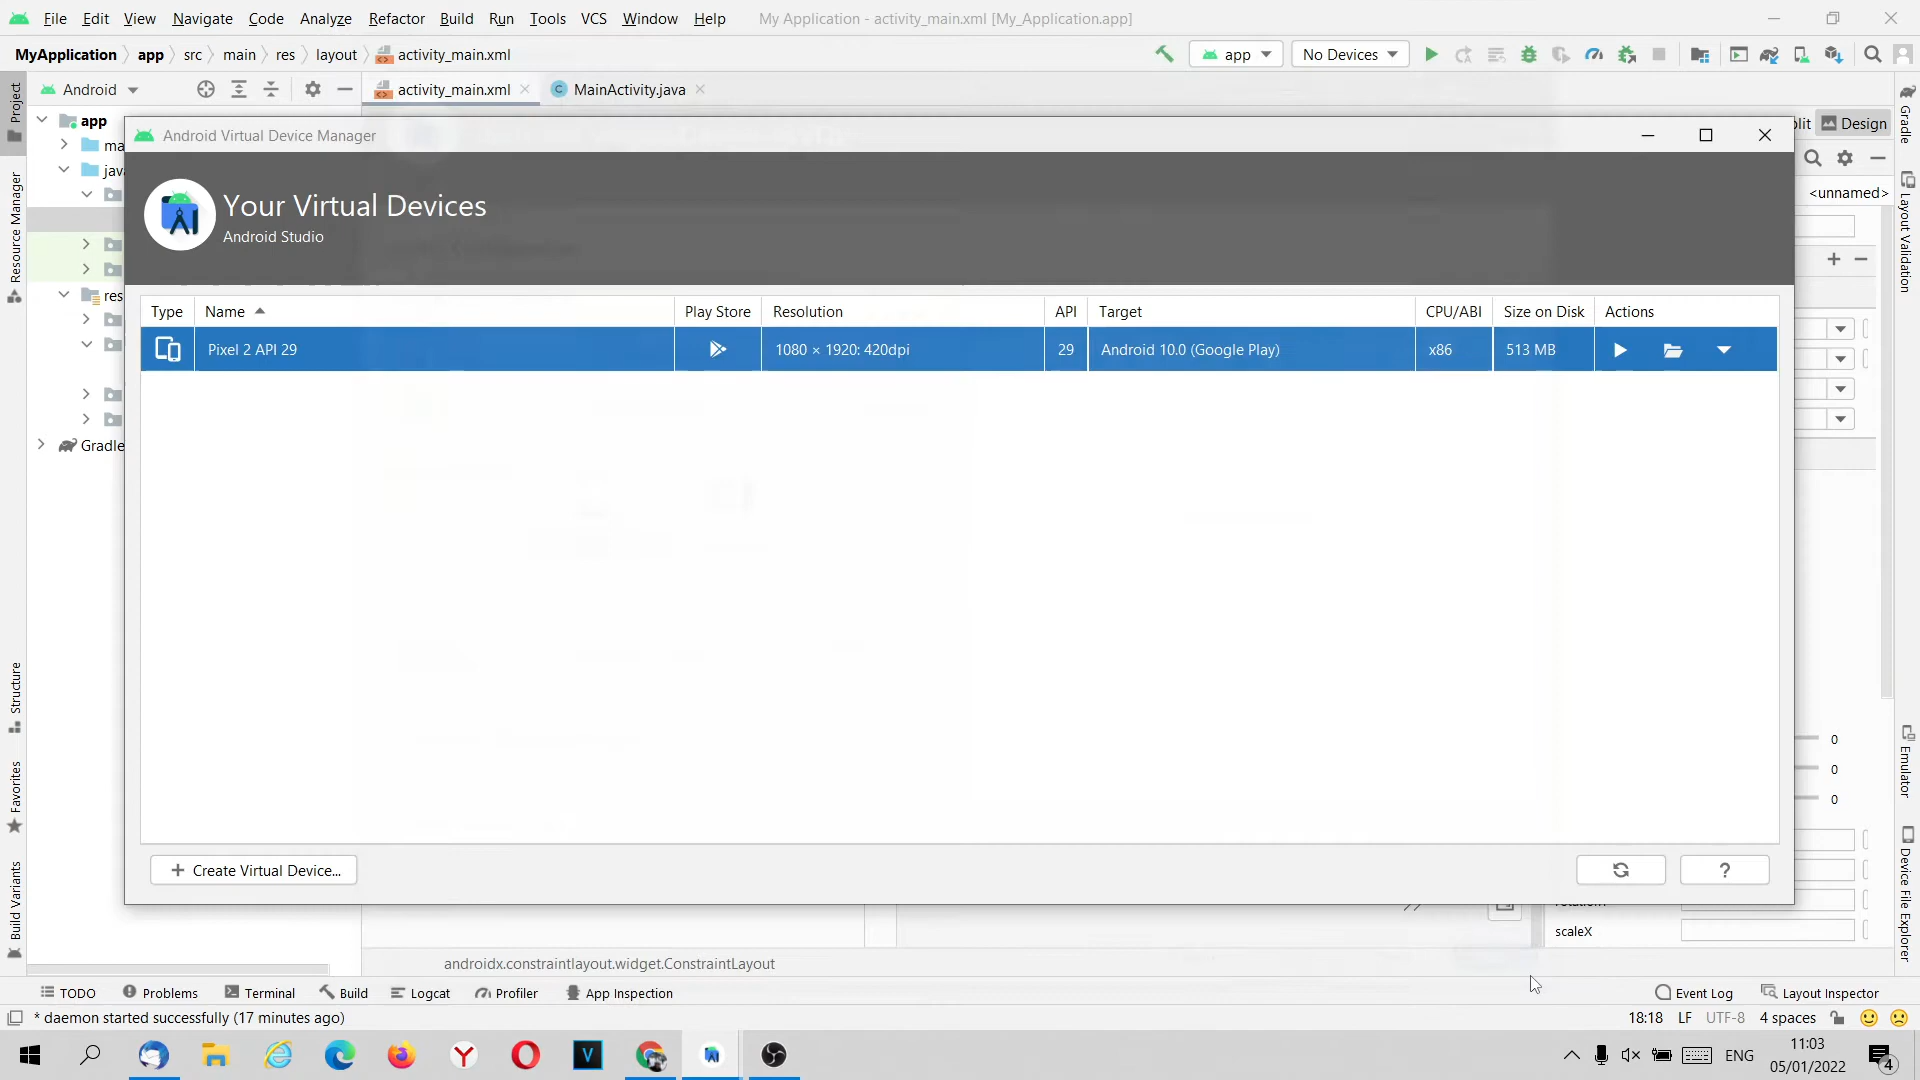 File Edit View Navigate Code Analyze Refactor Build Run Tools VCS Window Help My Application - activity_main.xml [My_Application.app]
MyApplication app src main res layout activity_main.xml app No Devices
Android activity_main.xml MainActivity.java
Project
Resource Manager
Structure
Favorites
Build Variants
app
ma
java
res
Gradle
Design
<unnamed>
Gradle
Layout Validation
Emulator
Device File Explorer
Android Virtual Device Manager
Your Virtual Devices
Android Studio
Type Name Play Store Resolution API Target CPU/ABI Size on Disk Actions
Pixel 2 API 29 1080 × 1920: 420dpi 29 Android 10.0 (Google Play) x86 513 MB
0
0
0
+ Create Virtual Device... ?
scaleX
androidx.constraintlayout.widget.ConstraintLayout
TODO Problems Terminal Build Logcat Profiler App Inspection Event Log Layout Inspector
* daemon started successfully (17 minutes ago) 18:18 LF UTF-8 4 spaces
ENG 11:03
05/01/2022 4